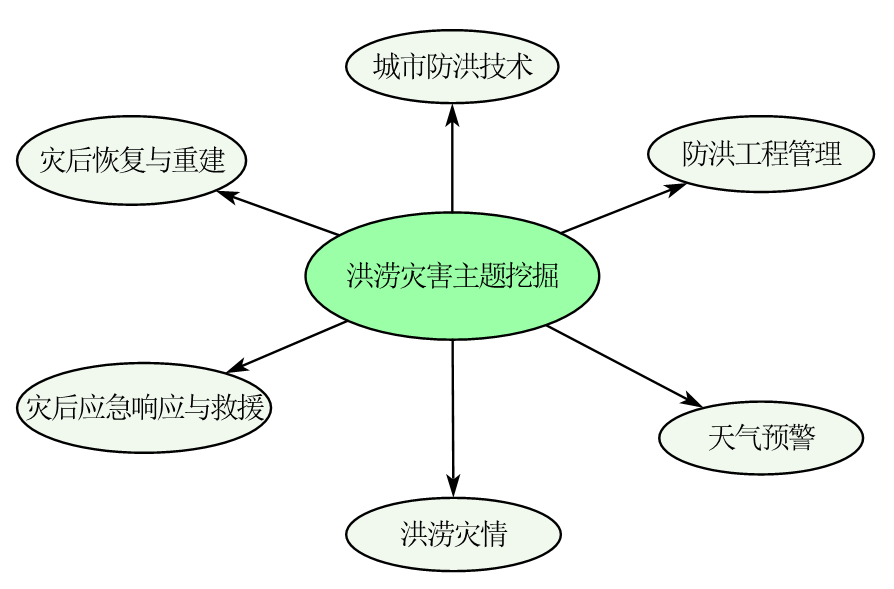 城市防洪技术
灾后恢复与重建
防洪工程管理
洪涝灾害主题挖掘
灾后应急响应与救援
天气预警
洪涝灾情